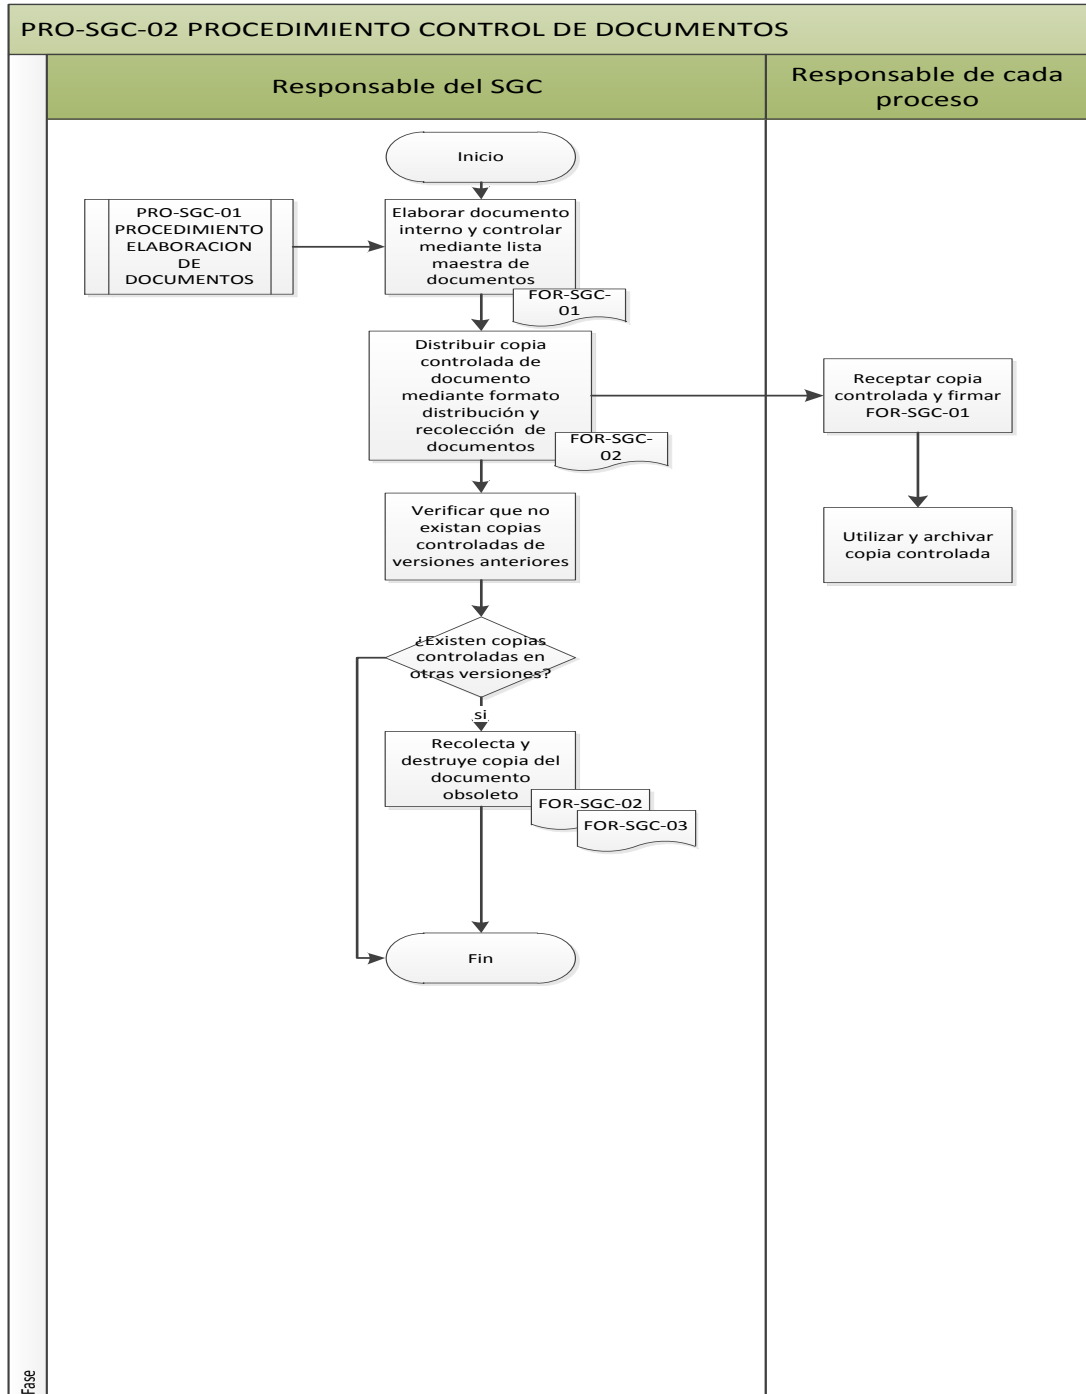 PRO-SGC-02 PROCEDIMIENTO CONTROL DE DOCUMENTOS
Responsable del SGC
Responsable de cada
proceso
Inicio
PRO-SGC-01
PROCEDIMIENTO
ELABORACION
DE
DOCUMENTOS
Elaborar documento
interno y controlar
mediante lista
maestra de
documentos
FOR-SGC-
01
Distribuir copia
controlada de
documento
mediante formato
distribución y
recolección de
documentos
FOR-SGC-
02
Receptar copia
controlada y firmar
FOR-SGC-01
Verificar que no
existan copias
controladas de
versiones anteriores
Utilizar y archivar
copia controlada
¿Existen copias
controladas en
otras versiones?
si
Recolecta y
destruye copia del
documento
obsoleto
FOR-SGC-02
FOR-SGC-03
Fin
Fase